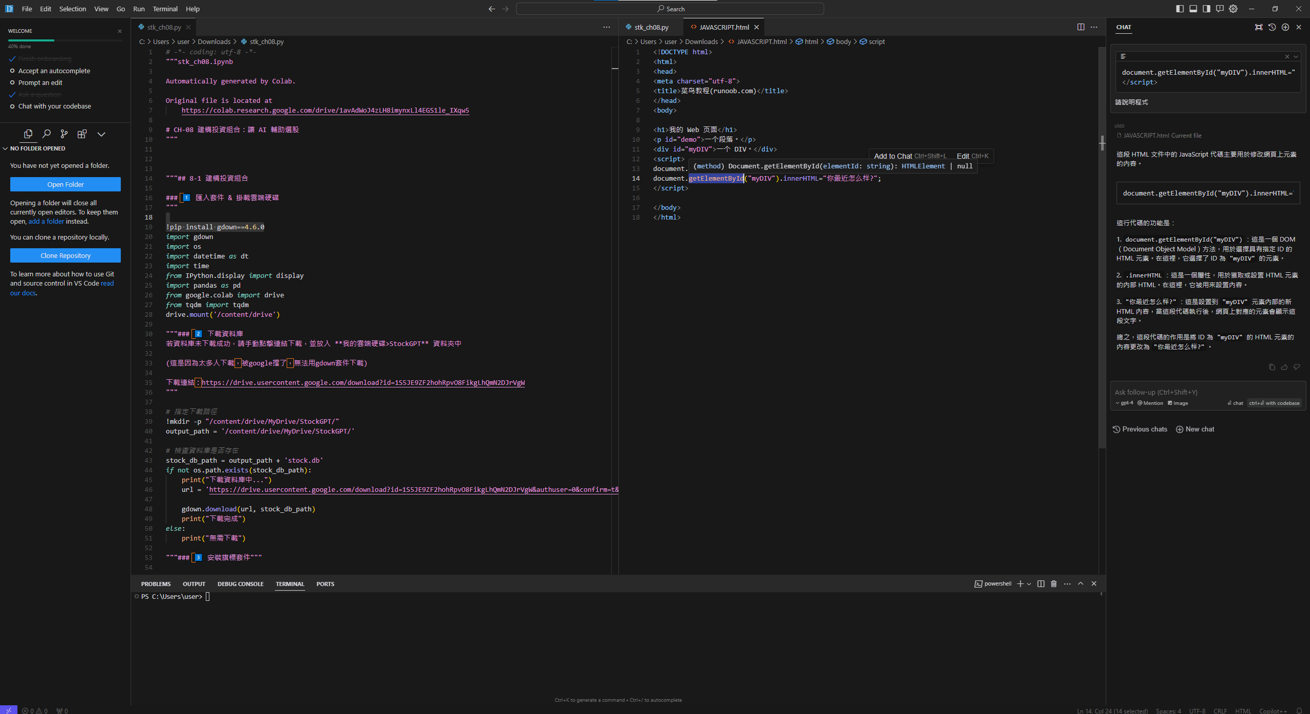 File Edit Selection View Go Run Terminal Help
Search
WELCOME
40% done
Accept an autocomplete
Prompt an edit
Ask a question
Chat with your codebase
NO FOLDER OPENED
You have not yet opened a folder.
Open Folder
Opening a folder will close all
currently open editors. To keep them
open, add a folder instead.
You can clone a repository locally.
Clone Repository
To learn more about how to use Git
and source control in VS Code read
our docs.
stk_ch08.py
C: > Users > user > Downloads > stk_ch08.py
1 # -*- coding: utf-8 -*-
2 """stk_ch08.ipynb
3
4 Automatically generated by Colab.
5
6 Original file is located at
7 https://colab.research.google.com/drive/1avAdWoJ4zLH8imynxLl4EGS1le_IXqwS
8
9 # CH-08 建構投資組合：讓 AI 輔助選股
10 """
11
12
13
14 """## 8-1 建構投資組合
15
16 ### 1️⃣ 匯入套件 & 掛載雲端硬碟
17 """
18
19 !pip install gdown==4.6.0
20 import gdown
21 import os
22 import datetime as dt
23 import time
24 from IPython.display import display
25 import pandas as pd
26 from google.colab import drive
27 from tqdm import tqdm
28 drive.mount('/content/drive')
29
30 """### 2️⃣ 下載資料庫
31 若資料庫未下載成功，請手動點擊連結下載，並放入 **我的雲端硬碟>StockGPT** 資料夾中
32
33 (這是因為太多人下載，被google擋了，無法用gdown套件下載)
34
35 下載連結：https://drive.usercontent.google.com/download?id=1S5JE9ZF2hohRpvO8FikgLhQmN2DJrVgW
36 """
37
38 # 指定下載路徑
39 !mkdir -p "/content/drive/MyDrive/StockGPT/"
40 output_path = '/content/drive/MyDrive/StockGPT/'
41
42 # 檢查資料庫是否存在
43 stock_db_path = output_path + 'stock.db'
44 if not os.path.exists(stock_db_path):
45 print("下載資料庫中...")
46 url = 'https://drive.usercontent.google.com/download?id=1S5JE9ZF2hohRpvO8FikgLhQmN2DJrVgW&authuser=0&confirm=t&
47
48 gdown.download(url, stock_db_path)
49 print("下載完成")
50 else:
51 print("無需下載")
52
53 """### 3️⃣ 安裝旗標套件"""
54
stk_ch08.py JAVASCRIPT.html
C: > Users > user > Downloads > JAVASCRIPT.html > html > body > script
1 <!DOCTYPE html>
2 <html>
3 <head>
4 <meta charset="utf-8">
5 <title>菜鸟教程(runoob.com)</title>
6 </head>
7 <body>
8
9 <h1>我的 Web 页面</h1>
10 <p id="demo">一个段落。</p>
11 <div id="myDIV">一个 DIV。</div>
12 <script>
13 document.
14 document.getElementById("myDIV").innerHTML="你最近怎么样?";
15 </script>
16
17 </body>
18 </html>
Add to Chat Ctrl+Shift+L Edit Ctrl+K
(method) Document.getElementById(elementId: string): HTMLElement | null
PROBLEMS OUTPUT DEBUG CONSOLE TERMINAL PORTS
powershell
PS C:\Users\user>
Ctrl+K to generate a command • Ctrl+/ to autocomplete
CHAT
document.getElementById("myDIV").innerHTML="
</script>
請說明程式
USED
JAVASCRIPT.html Current file
這段 HTML 文件中的 JavaScript 代碼主要用於修改網頁上元素
的內容。
document.getElementById("myDIV").innerHTML=
這行代碼的功能是：
1. document.getElementById("myDIV") ：這是一個 DOM
( Document Object Model ) 方法，用於選擇具有指定 ID 的
HTML 元素。在這裡，它選擇了 ID 為 "myDIV" 的元素。
2. .innerHTML ：這是一個屬性，用於獲取或設置 HTML 元素
的內部 HTML。在這裡，它被用來設置內容。
3. "你最近怎么样?" ：這是設置到 "myDIV" 元素內部的新
HTML 內容，當這段代碼執行後，網頁上對應的元素會顯示這
段文字。
總之，這段代碼的作用是將 ID 為 "myDIV" 的 HTML 元素的
內容更改為 "你最近怎么样?" 。
Ask follow-up (Ctrl+Shift+Y)
gpt-4 @ Mention Image chat ctrl+⏎ with codebase
Previous chats New chat
0 0 0
Ln 14, Col 24 (14 selected) Spaces: 4 UTF-8 CRLF HTML Copilot++